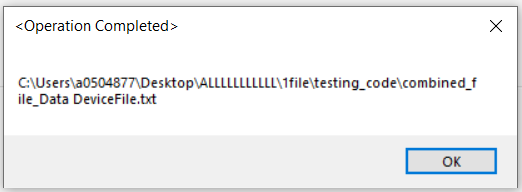 <Operation Completed>
C:\Users\a0504877\Desktop\ALLLLLLLLLLL\1file\testing_code\combined_f
ile_Data DeviceFile.txt
OK